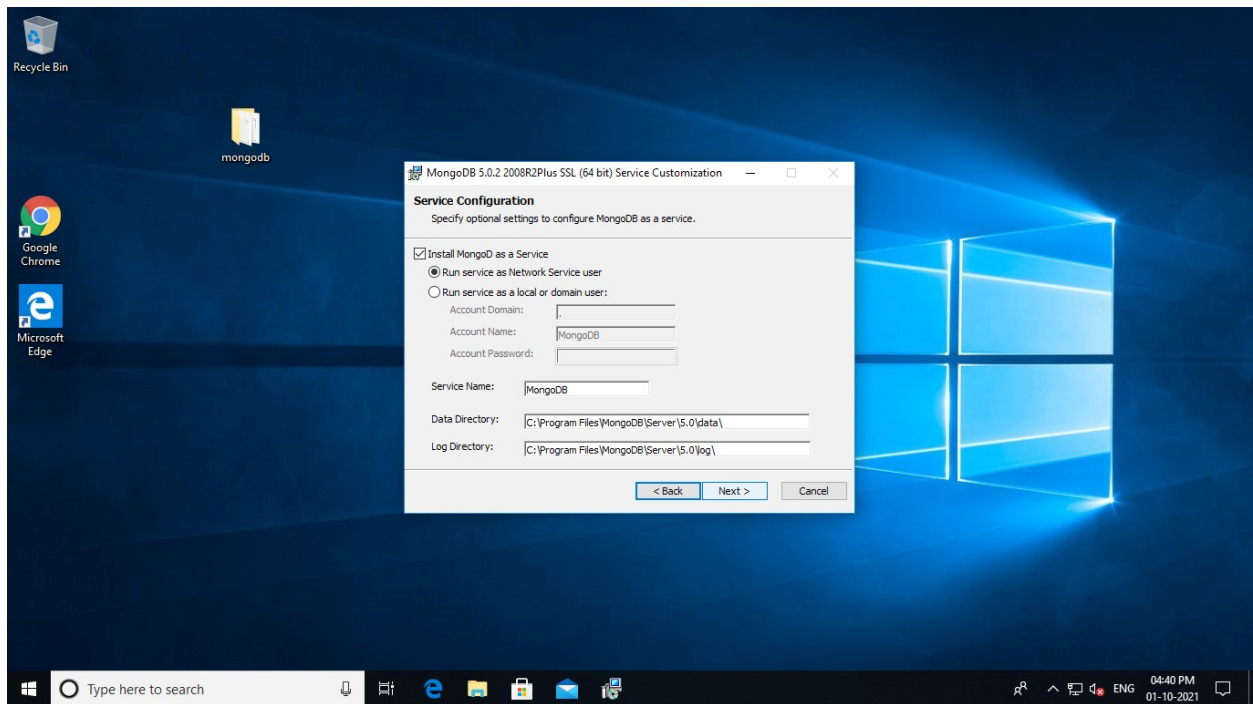 Recycle Bin
mongodb
Google
Chrome
Microsoft
Edge
MongoDB 5.0.2 2008R2Plus SSL (64 bit) Service Customization
Service Configuration
Specify optional settings to configure MongoDB as a service.
Install MongoD as a Service
Run service as Network Service user
Run service as a local or domain user:
Account Domain: .
Account Name: MongoDB
Account Password:
Service Name: MongoDB
Data Directory: C:\Program Files\MongoDB\Server\5.0\data\
Log Directory: C:\Program Files\MongoDB\Server\5.0\log\
< Back Next > Cancel
Type here to search
ENG
04:40 PM
01-10-2021